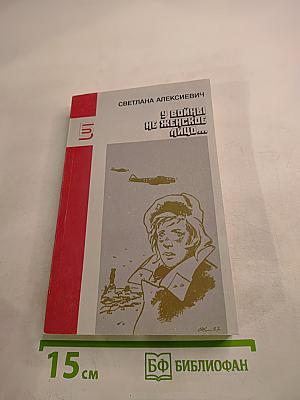 СВЕТЛАНА АЛЕКСИЕВИЧ
У ВОЙНЫ
НЕ ЖЕНСКОЕ
ЛИЦО...
15 см
БФ БИБЛИОФАН